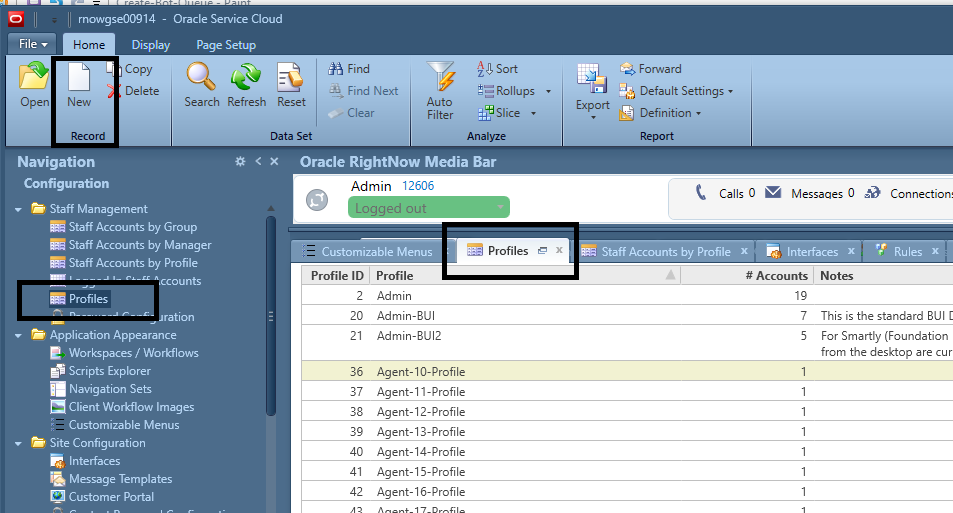 Create-Bot-Queue - Paint
rnowgse00914 - Oracle Service Cloud
File Home Display Page Setup
Open New Copy Delete
Record
Search Refresh Reset Find Find Next Clear
Data Set
Auto Filter Sort Rollups Slice
Analyze
Export Forward Default Settings Definition
Report
Navigation
Configuration
Staff Management
Staff Accounts by Group
Staff Accounts by Manager
Staff Accounts by Profile
Logged In Staff Accounts
Profiles
Password Configuration
Application Appearance
Workspaces / Workflows
Scripts Explorer
Navigation Sets
Client Workflow Images
Customizable Menus
Site Configuration
Interfaces
Message Templates
Customer Portal
Oracle RightNow Media Bar
Admin 12606
Logged out
Calls 0 Messages 0 Connections
Customizable Menus Profiles Staff Accounts by Profile Interfaces Rules
Profile ID Profile # Accounts Notes
2 Admin 19
20 Admin-BUI 7 This is the standard BUI D
21 Admin-BUI2 5 For Smartly (Foundation
from the desktop are cur
36 Agent-10-Profile 1
37 Agent-11-Profile 1
38 Agent-12-Profile 1
39 Agent-13-Profile 1
40 Agent-14-Profile 1
41 Agent-15-Profile 1
42 Agent-16-Profile 1
43 Agent-17-Profile 1